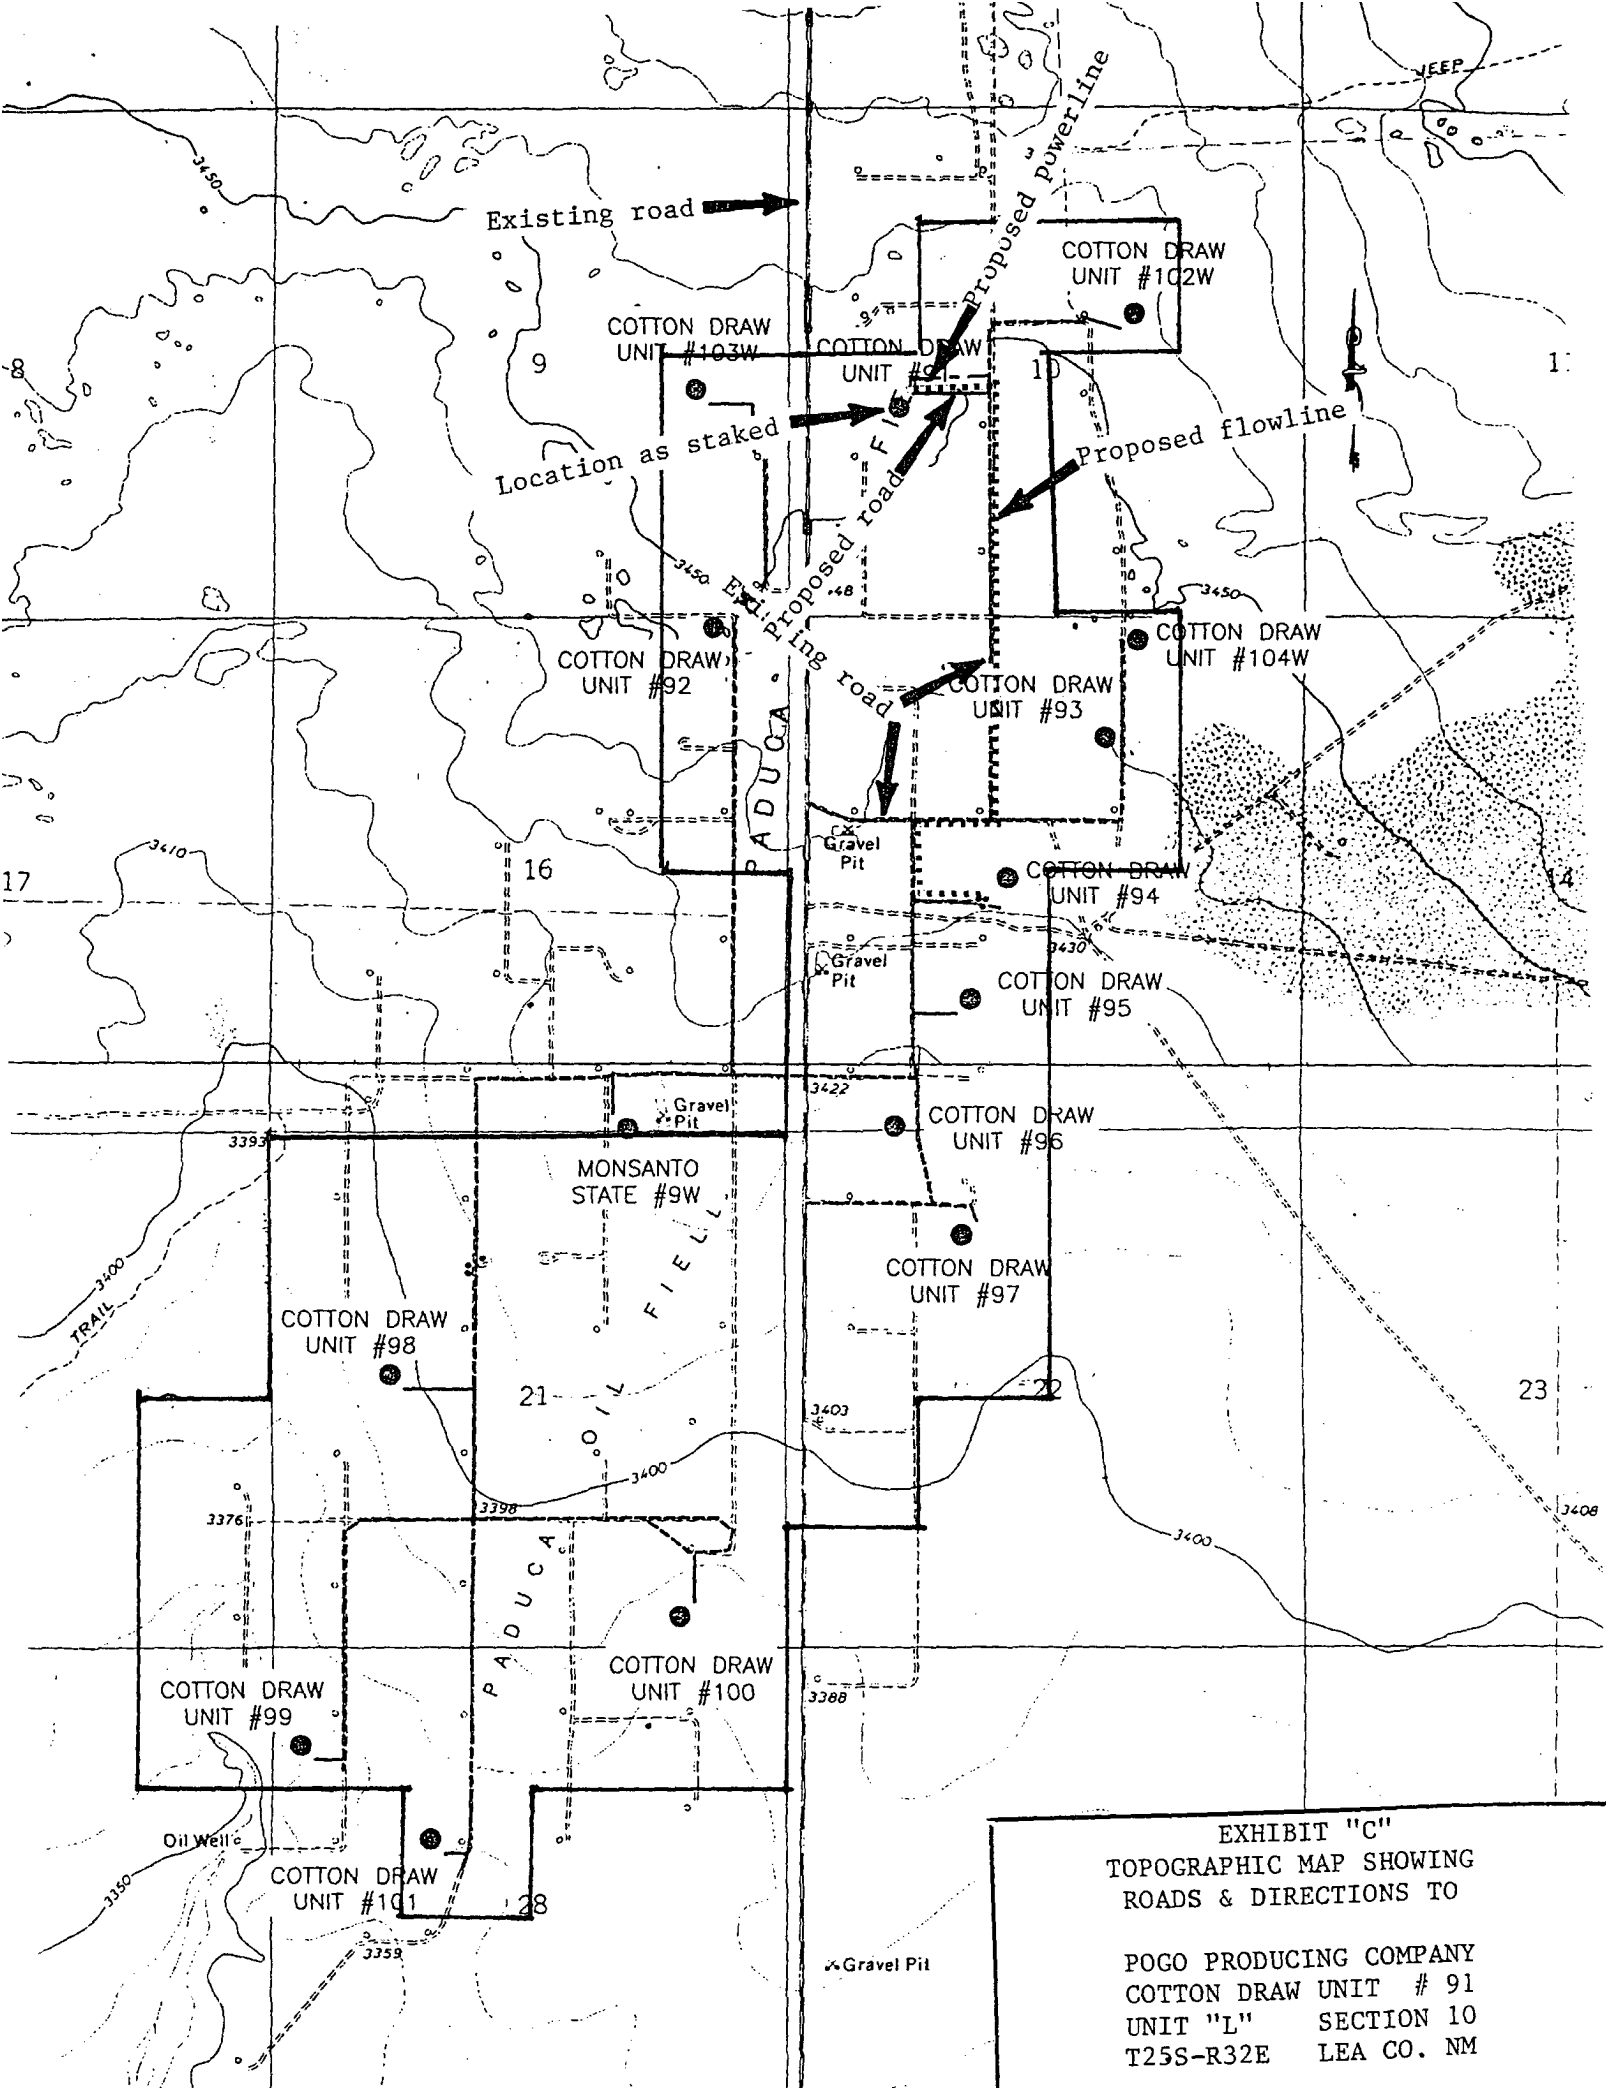 JEEP
Proposed powerline
3450
Existing road
COTTON DRAW
UNIT #102W
COTTON DRAW
UNIT #103W
COTTON DRAW
UNIT #91
8
9
10
Location as staked
Proposed flowline
Proposed road
3450
Existing road
.48
3450
COTTON DRAW
UNIT #104W
COTTON DRAW
UNIT #92
COTTON DRAW
UNIT #93
PADUCA
Gravel
Pit
3410
17
16
COTTON DRAW
UNIT #94
14
3430
Gravel
Pit
COTTON DRAW
UNIT #95
3422
Gravel
Pit
COTTON DRAW
UNIT #96
3393
MONSANTO
STATE #9W
OIL FIELD
COTTON DRAW
UNIT #97
3400
TRAIL
COTTON DRAW
UNIT #98
21
22
23
3403
3400
3398
3376
3408
3400
PADUCA
COTTON DRAW
UNIT #100
COTTON DRAW
UNIT #99
3388
Oil Well
COTTON DRAW
UNIT #101
28
3350
3359
Gravel Pit
EXHIBIT "C"
TOPOGRAPHIC MAP SHOWING
ROADS & DIRECTIONS TO
POGO PRODUCING COMPANY
COTTON DRAW UNIT # 91
UNIT "L" SECTION 10
T25S-R32E LEA CO. NM